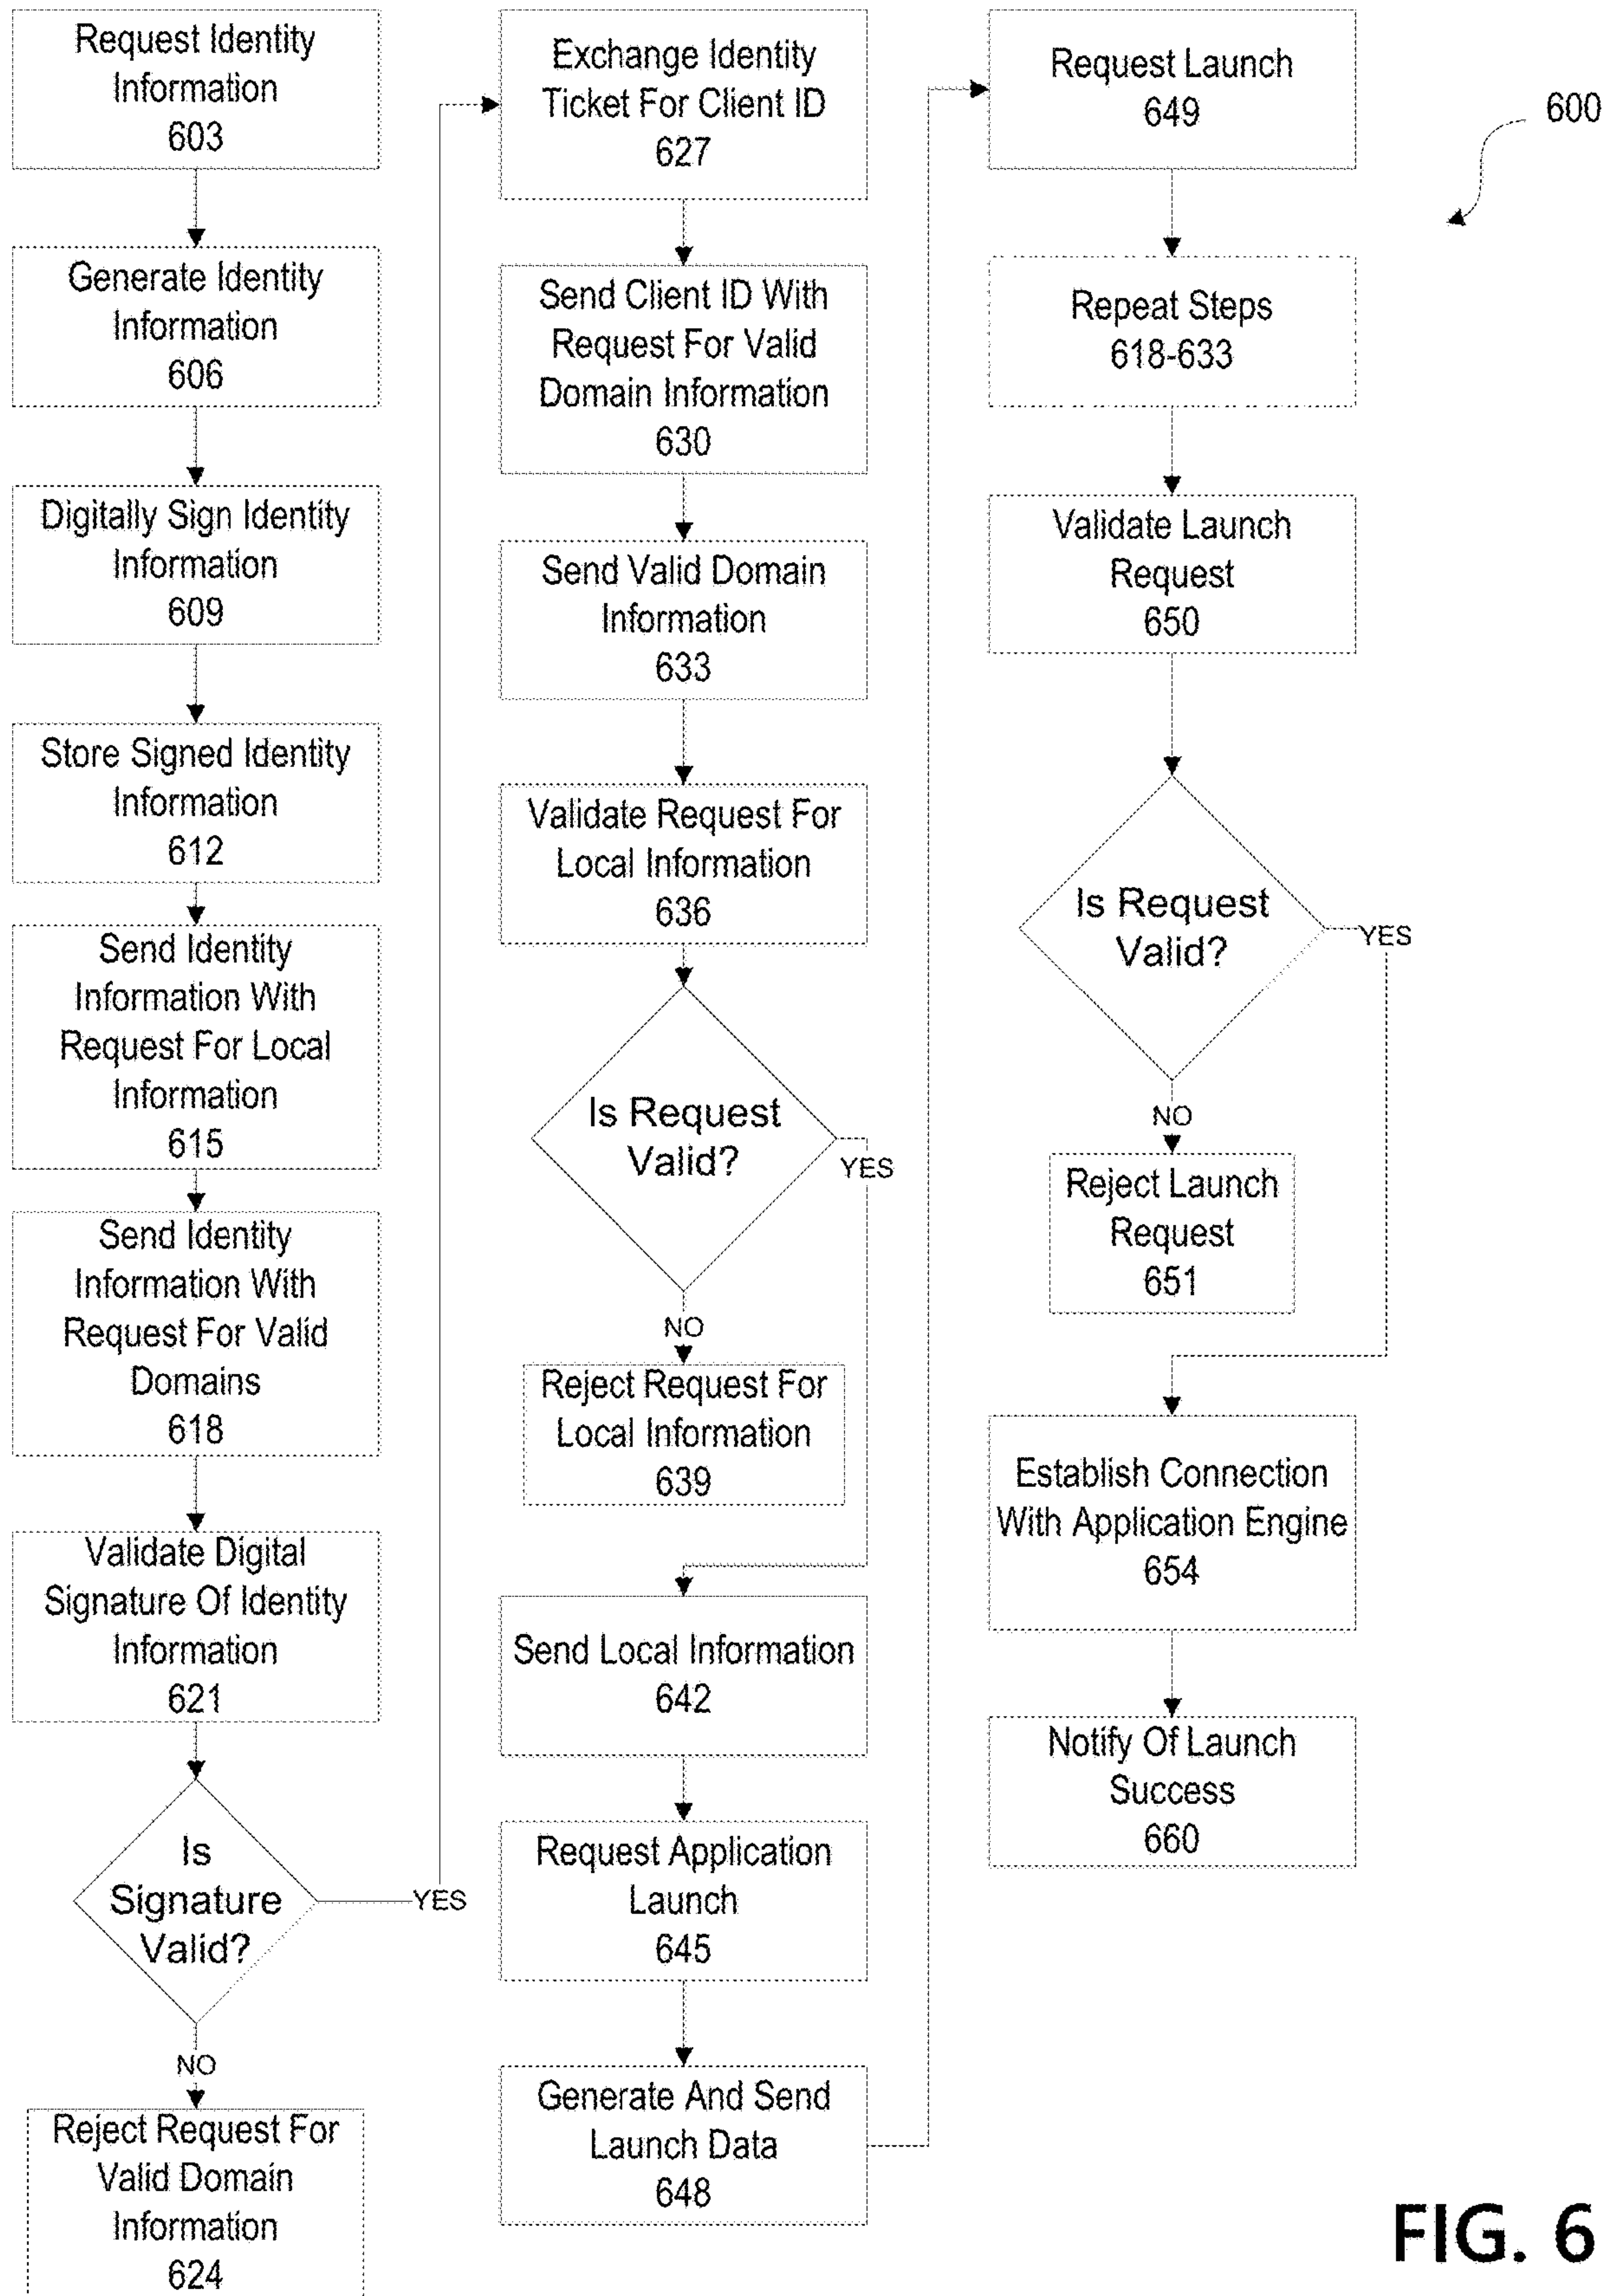 Request Identity
Information
603
Generate Identity
Information
606
Digitally Sign Identity
Information
609
Store Signed Identity
Information
612
Send Identity
Information With
Request For Local
Information
615
Send Identity
Information With
Request For Valid
Domains
618
Validate Digital
Signature Of Identity
Information
621
Is
Signature
Valid?
YES
NO
Reject Request For
Valid Domain
Information
624
Exchange Identity
Ticket For Client ID
627
Send Client ID With
Request For Valid
Domain Information
630
Send Valid Domain
Information
633
Validate Request For
Local Information
636
Is Request
Valid?
YES
NO
Reject Request For
Local Information
639
Send Local Information
642
Request Application
Launch
645
Generate And Send
Launch Data
648
Request Launch
649
Repeat Steps
618-633
Validate Launch
Request
650
Is Request
Valid?
YES
NO
Reject Launch
Request
651
Establish Connection
With Application Engine
654
Notify Of Launch
Success
660
600
FIG. 6